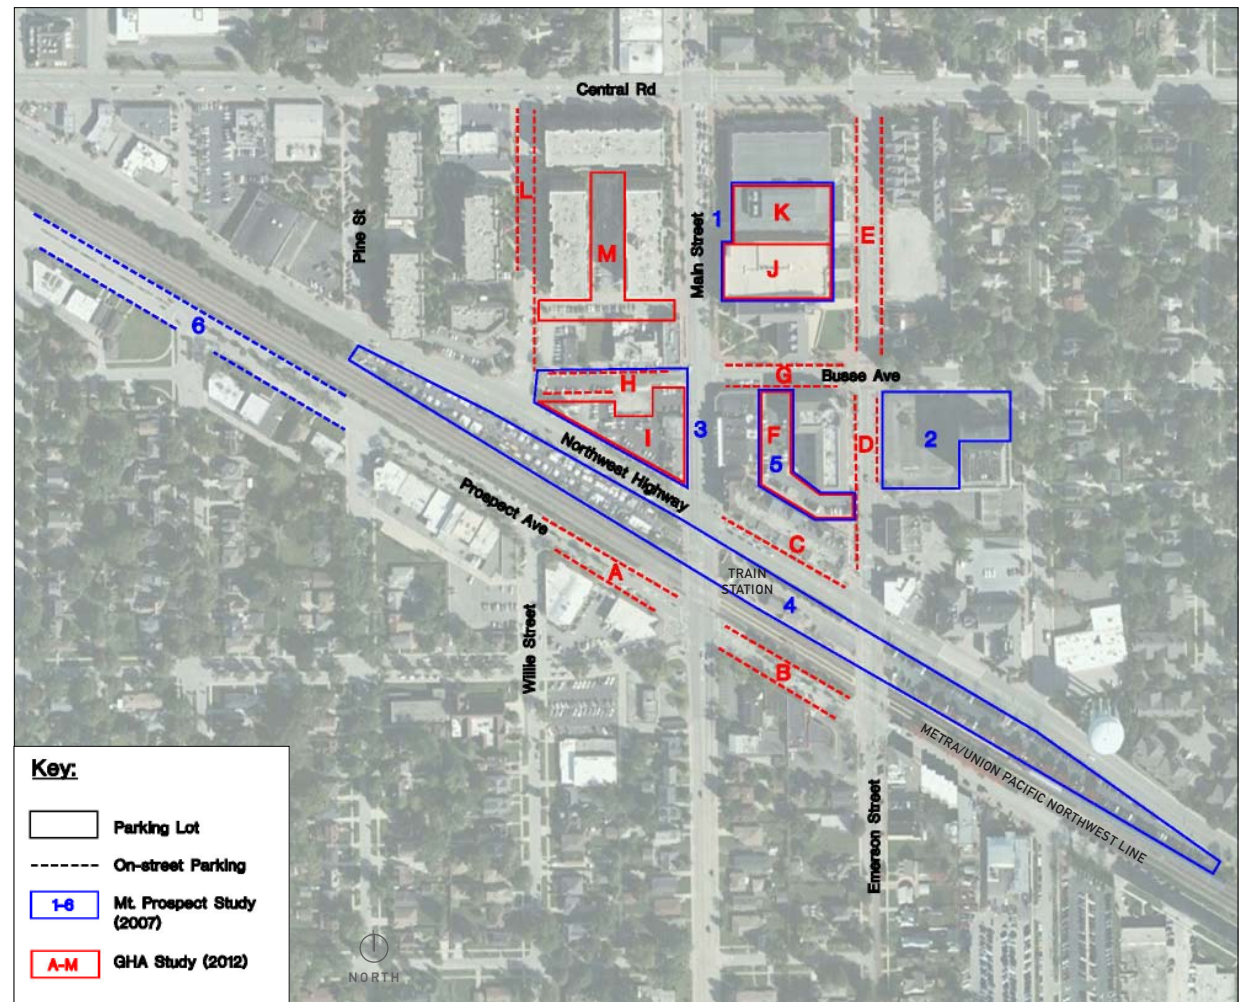 Central Rd
L
Pine St
M
Main Street
1
K
J
E
6
H
G
Busse Ave
I
3
F
5
D
2
Northwest Highway
Prospect Ave
C
A
TRAIN
STATION
4
Willie Street
B
METRA/UNION PACIFIC NORTHWEST LINE
Emerson Street
Key:
Parking Lot
On-street Parking
1-6
Mt. Prospect Study
(2007)
A-M
GHA Study (2012)
NORTH